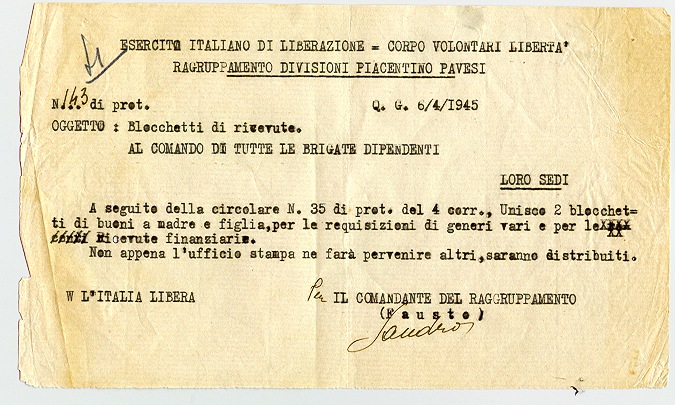 ESERCITO ITALIANO DI LIBERAZIONE = CORPO VOLONTARI LIBERTA'
RAGRUPPAMENTO DIVISIONI PIACENTINO PAVESI
N.143 di prot. Q. G. 6/4/1945
OGGETTO : Blocchetti di ricevute.
AL COMANDO DI TUTTE LE BRIGATE DIPENDENTI
LORO SEDI
A seguito della circolare N. 35 di prot. del 4 corr., Unisco 2 blocchet=
ti di buoni a madre e figlia,per le requisizioni di generi vari e per le
ricevute finanziarie.
Non appena l'ufficio stampa ne farà pervenire altri,saranno distribuiti.
W L'ITALIA LIBERA Per IL COMANDANTE DEL RAGGRUPPAMENTO
(Fausto)
Sandro